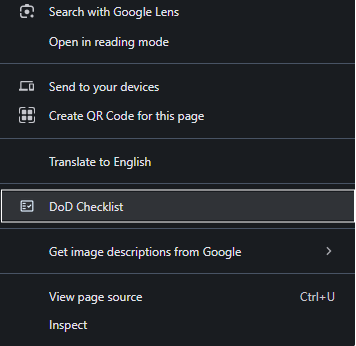 Search with Google Lens
Open in reading mode
Send to your devices
Create QR Code for this page
Translate to English
DoD Checklist
Get image descriptions from Google
View page source Ctrl+U
Inspect